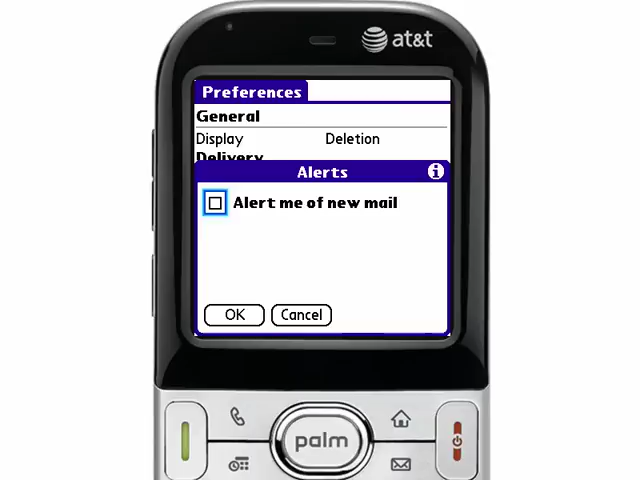 at&t
Preferences
General
Display Deletion
Delivery
Alerts
Alert me of new mail
OK Cancel
palm